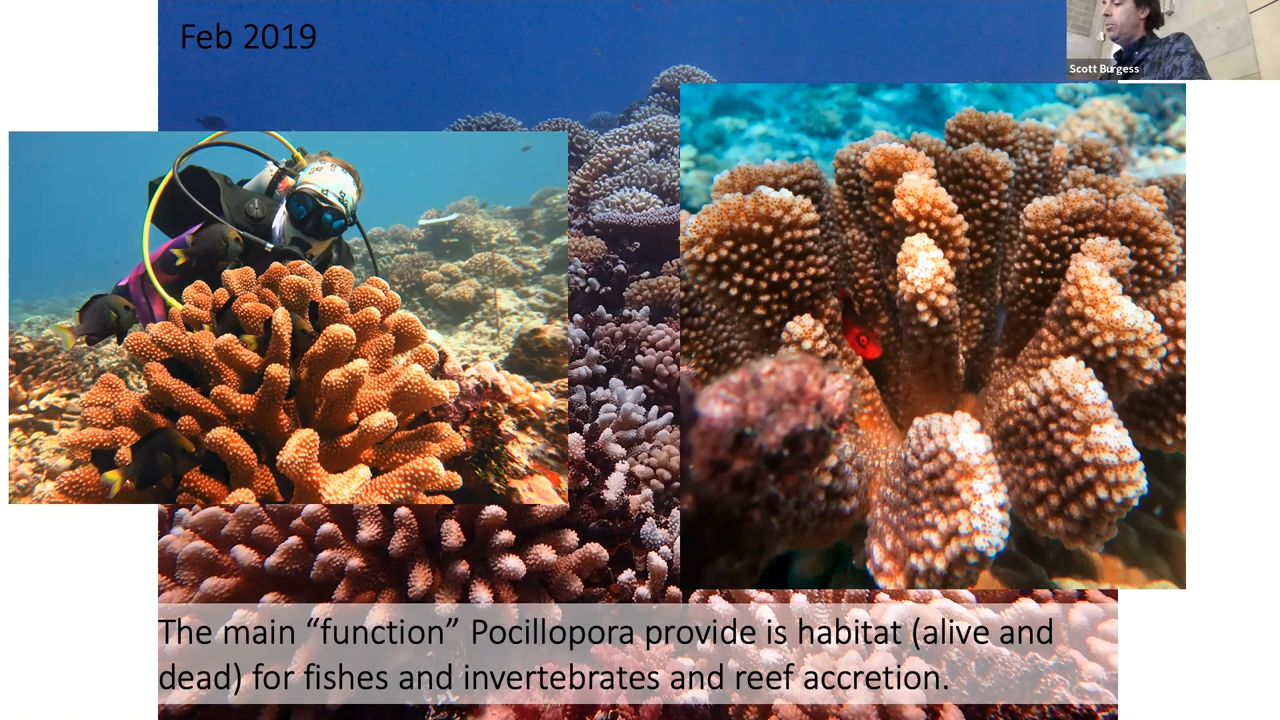 Feb 2019
Scott Burgess
The main “function” Pocillopora provide is habitat (alive and
dead) for fishes and invertebrates and reef accretion.